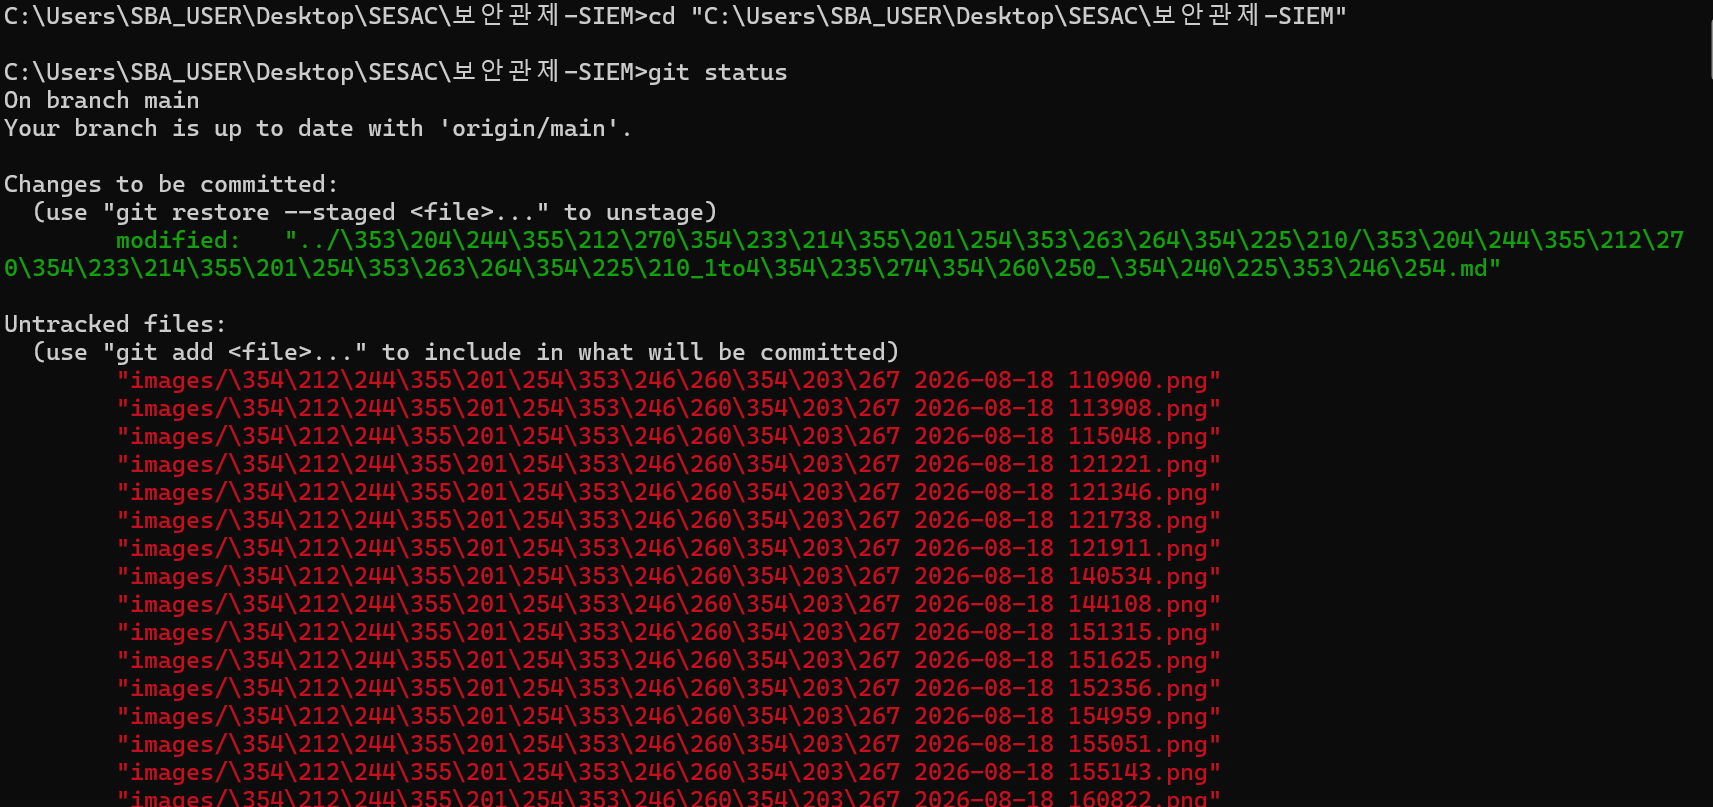 C:\Users\SBA_USER\Desktop\SESAC\보안관제-SIEM>cd "C:\Users\SBA_USER\Desktop\SESAC\보안관제-SIEM"
C:\Users\SBA_USER\Desktop\SESAC\보안관제-SIEM>git status
On branch main
Your branch is up to date with 'origin/main'.
Changes to be committed:
  (use "git restore --staged <file>..." to unstage)
        modified:   "../\353\204\244\355\212\270\354\233\214\355\201\254\353\263\264\354\225\210/\353\204\244\355\212\27
0\354\233\214\355\201\254\353\263\264\354\225\210_1to4\354\235\274\354\260\250_\354\240\225\353\246\254.md"
Untracked files:
  (use "git add <file>..." to include in what will be committed)
        "images/\354\212\244\355\201\254\353\246\260\354\203\267 2026-08-18 110900.png"
        "images/\354\212\244\355\201\254\353\246\260\354\203\267 2026-08-18 113908.png"
        "images/\354\212\244\355\201\254\353\246\260\354\203\267 2026-08-18 115048.png"
        "images/\354\212\244\355\201\254\353\246\260\354\203\267 2026-08-18 121221.png"
        "images/\354\212\244\355\201\254\353\246\260\354\203\267 2026-08-18 121346.png"
        "images/\354\212\244\355\201\254\353\246\260\354\203\267 2026-08-18 121738.png"
        "images/\354\212\244\355\201\254\353\246\260\354\203\267 2026-08-18 121911.png"
        "images/\354\212\244\355\201\254\353\246\260\354\203\267 2026-08-18 140534.png"
        "images/\354\212\244\355\201\254\353\246\260\354\203\267 2026-08-18 144108.png"
        "images/\354\212\244\355\201\254\353\246\260\354\203\267 2026-08-18 151315.png"
        "images/\354\212\244\355\201\254\353\246\260\354\203\267 2026-08-18 151625.png"
        "images/\354\212\244\355\201\254\353\246\260\354\203\267 2026-08-18 152356.png"
        "images/\354\212\244\355\201\254\353\246\260\354\203\267 2026-08-18 154959.png"
        "images/\354\212\244\355\201\254\353\246\260\354\203\267 2026-08-18 155051.png"
        "images/\354\212\244\355\201\254\353\246\260\354\203\267 2026-08-18 155143.png"
        "images/\354\212\244\355\201\254\353\246\260\354\203\267 2026-08-18 160822.png"